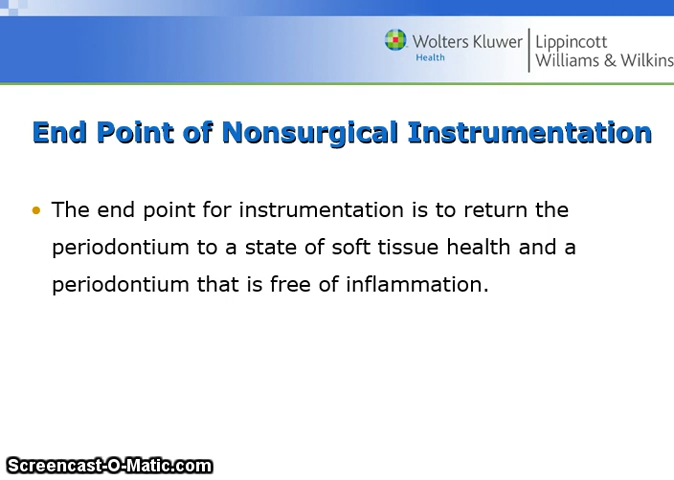 Wolters Kluwer
Health
Lippincott
Williams & Wilkins
End Point of Nonsurgical Instrumentation
• The end point for instrumentation is to return the
periodontium to a state of soft tissue health and a
periodontium that is free of inflammation.
Screencast-O-Matic.com